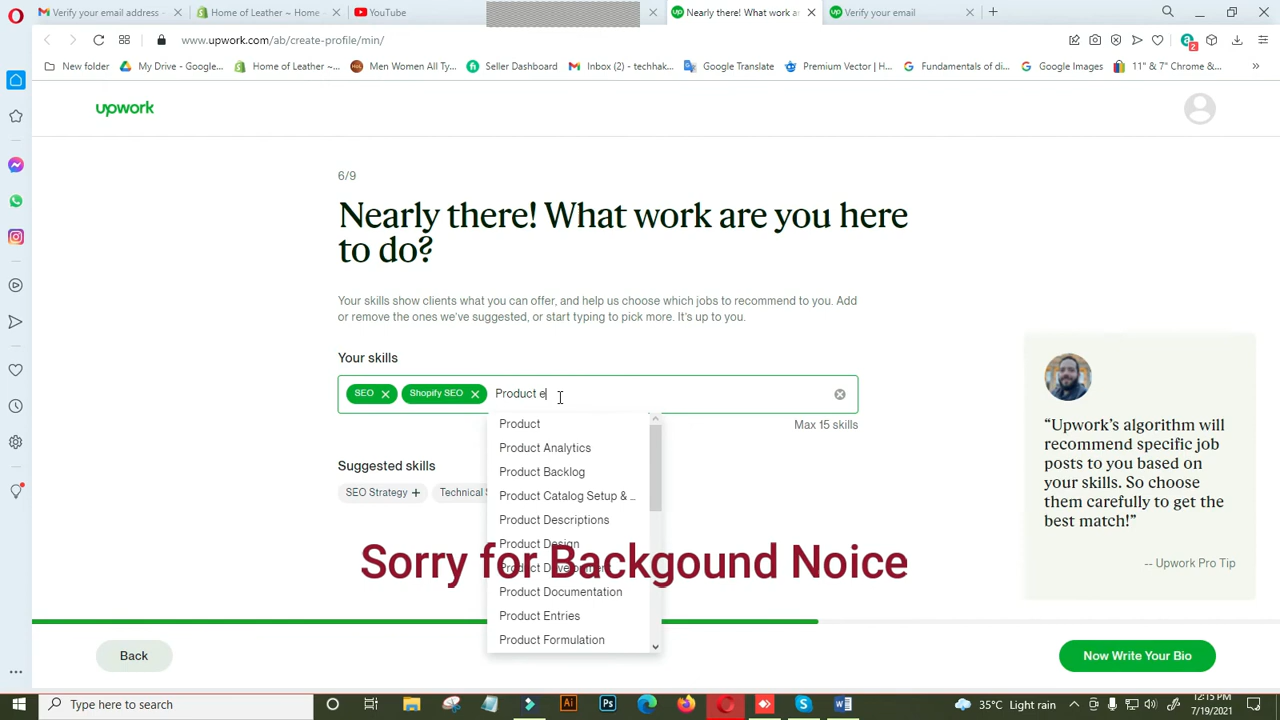 Verify your email address -
Home of Leather ~ Home
YouTube
Nearly there! What work a
Verify your email
www.upwork.com/ab/create-profile/min/
2
New folder
My Drive - Google...
Home of Leather ~...
Men Women All Ty...
Seller Dashboard
Inbox (2) - techhak...
Google Translate
Premium Vector | H...
Fundamentals of di...
Google Images
11" & 7" Chrome &...
upwork
6/9
Nearly there! What work are you here
to do?
Your skills show clients what you can offer, and help us choose which jobs to recommend to you. Add
or remove the ones we've suggested, or start typing to pick more. It's up to you.
Your skills
SEO
Shopify SEO
Product e
Max 15 skills
Product
Product Analytics
Product Backlog
Product Catalog Setup & ...
Product Descriptions
Product Design
Product Development
Product Documentation
Product Entries
Product Formulation
Suggested skills
SEO Strategy +
Technical S
Sorry for Backgound Noice
"Upwork's algorithm will
recommend specific job
posts to you based on
your skills. So choose
them carefully to get the
best match!"
-- Upwork Pro Tip
Back
Now Write Your Bio
Type here to search
35°C Light rain
12:15 PM
7/19/2021